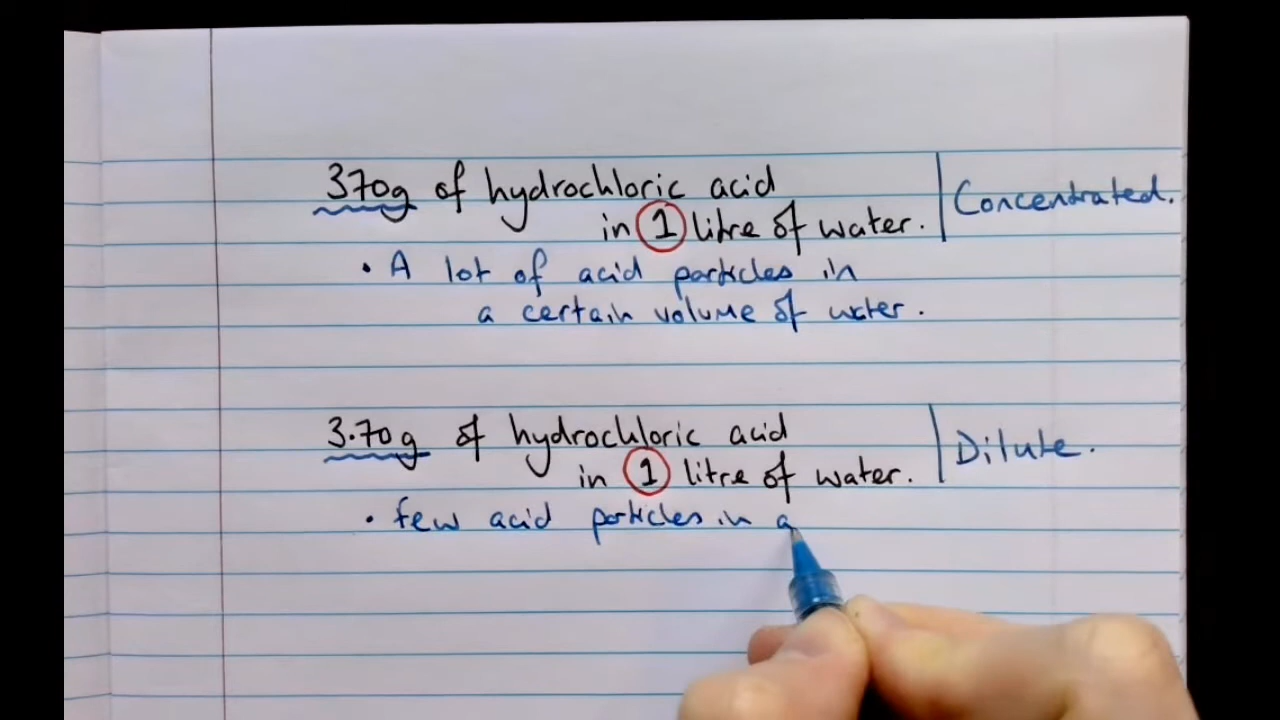 370g of hydrochloric acid
in 1 litre of water.
Concentrated.
• A lot of acid particles in
a certain volume of water.
3.70g of hydrochloric acid
in 1 litre of water.
Dilute.
• few acid particles in a